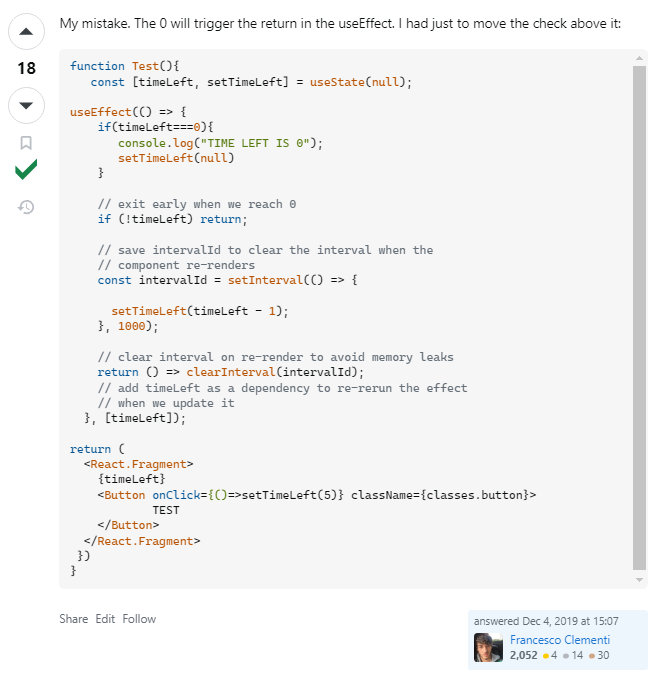 My mistake. The 0 will trigger the return in the useEffect. I had just to move the check above it:
18
function Test(){
const [timeLeft, setTimeLeft] = useState(null);
useEffect(() => {
if(timeLeft===0){
console.log("TIME LEFT IS 0");
setTimeLeft(null)
}
// exit early when we reach 0
if (!timeLeft) return;
// save intervalId to clear the interval when the
// component re-renders
const intervalId = setInterval(() => {
setTimeLeft(timeLeft - 1);
}, 1000);
// clear interval on re-render to avoid memory leaks
return () => clearInterval(intervalId);
// add timeLeft as a dependency to re-rerun the effect
// when we update it
}, [timeLeft]);
return (
<React.Fragment>
{timeLeft}
<Button onClick={()=>setTimeLeft(5)} className={classes.button}>
TEST
</Button>
</React.Fragment>
})
}
Share Edit Follow
answered Dec 4, 2019 at 15:07
Francesco Clementi
2,052 4 14 30